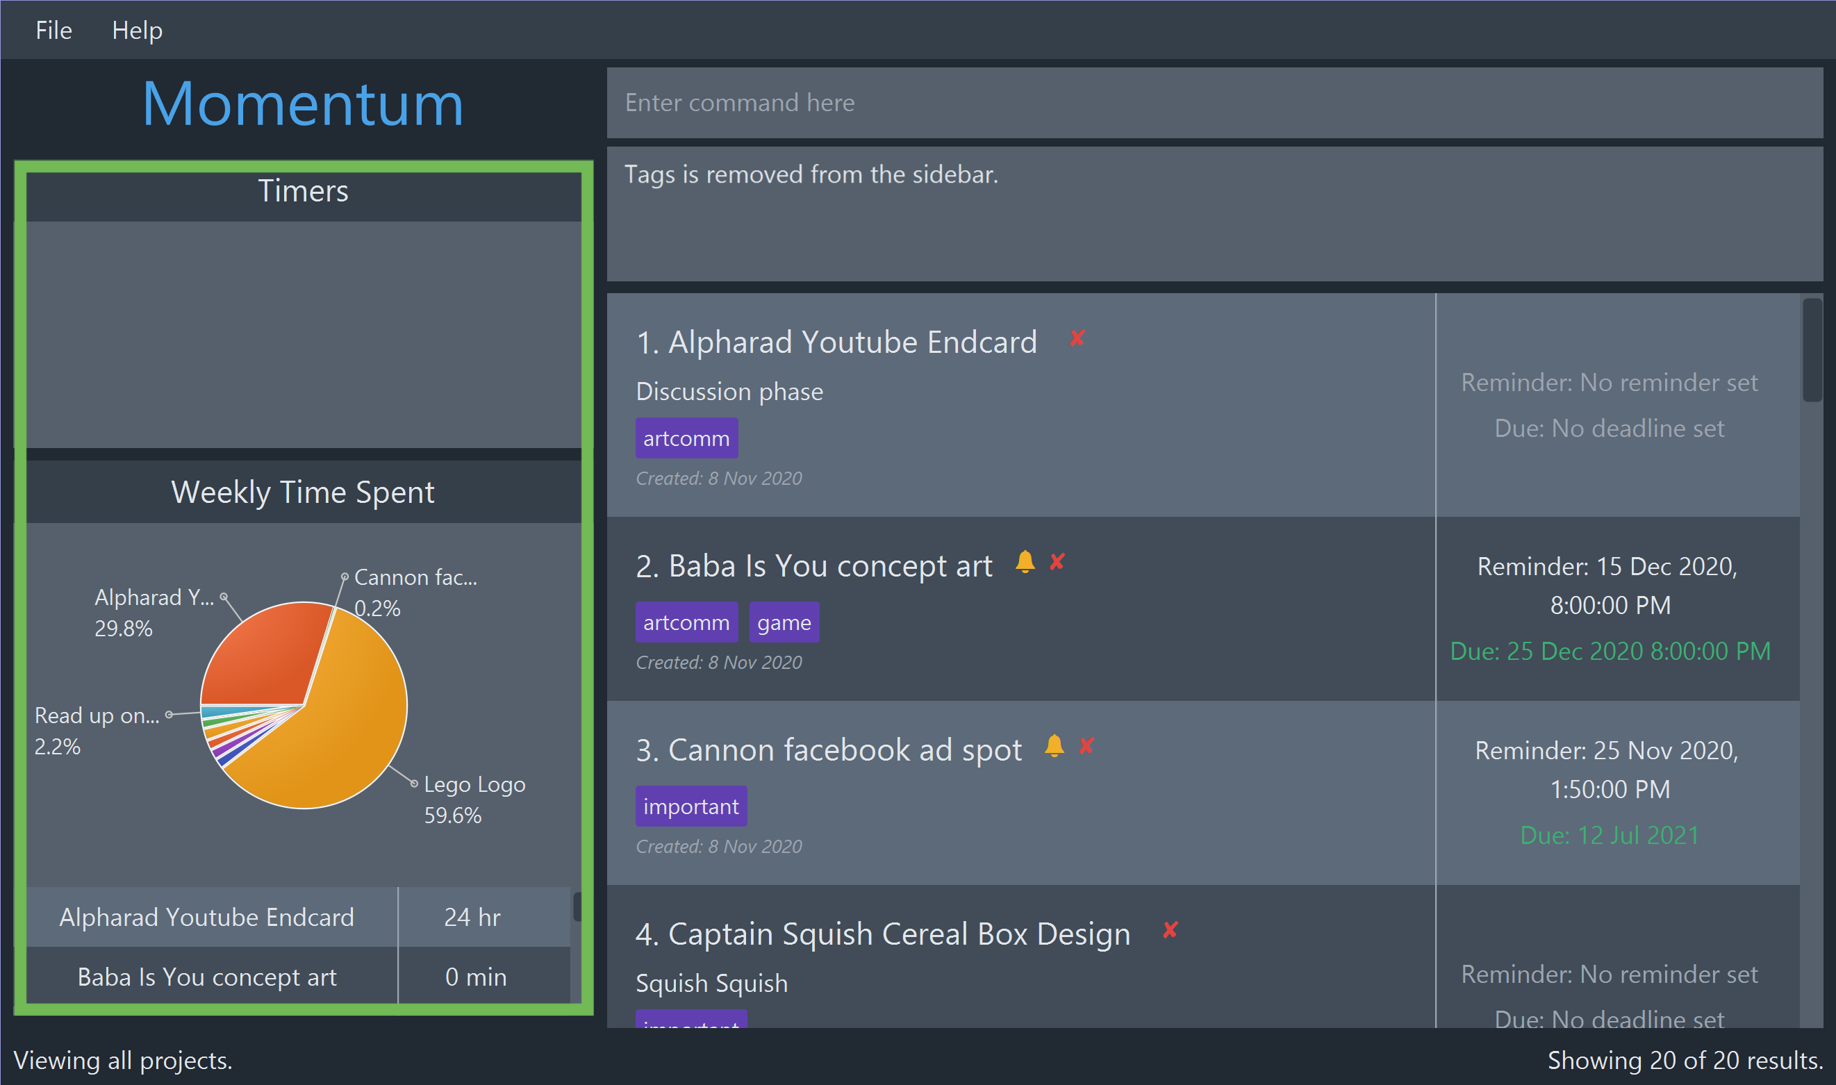 File Help
Momentum
Timers
Weekly Time Spent
Cannon fac...
0.2%
Alpharad Y...
29.8%
Read up on...
2.2%
Lego Logo
59.6%
Alpharad Youtube Endcard 24 hr
Baba Is You concept art 0 min
Enter command here
Tags is removed from the sidebar.
1. Alpharad Youtube Endcard
Discussion phase
artcomm
Created: 8 Nov 2020
Reminder: No reminder set
Due: No deadline set
2. Baba Is You concept art
artcomm game
Created: 8 Nov 2020
Reminder: 15 Dec 2020,
8:00:00 PM
Due: 25 Dec 2020 8:00:00 PM
3. Cannon facebook ad spot
important
Created: 8 Nov 2020
Reminder: 25 Nov 2020,
1:50:00 PM
Due: 12 Jul 2021
4. Captain Squish Cereal Box Design
Squish Squish
important
Reminder: No reminder set
Due: No deadline set
Viewing all projects.
Showing 20 of 20 results.